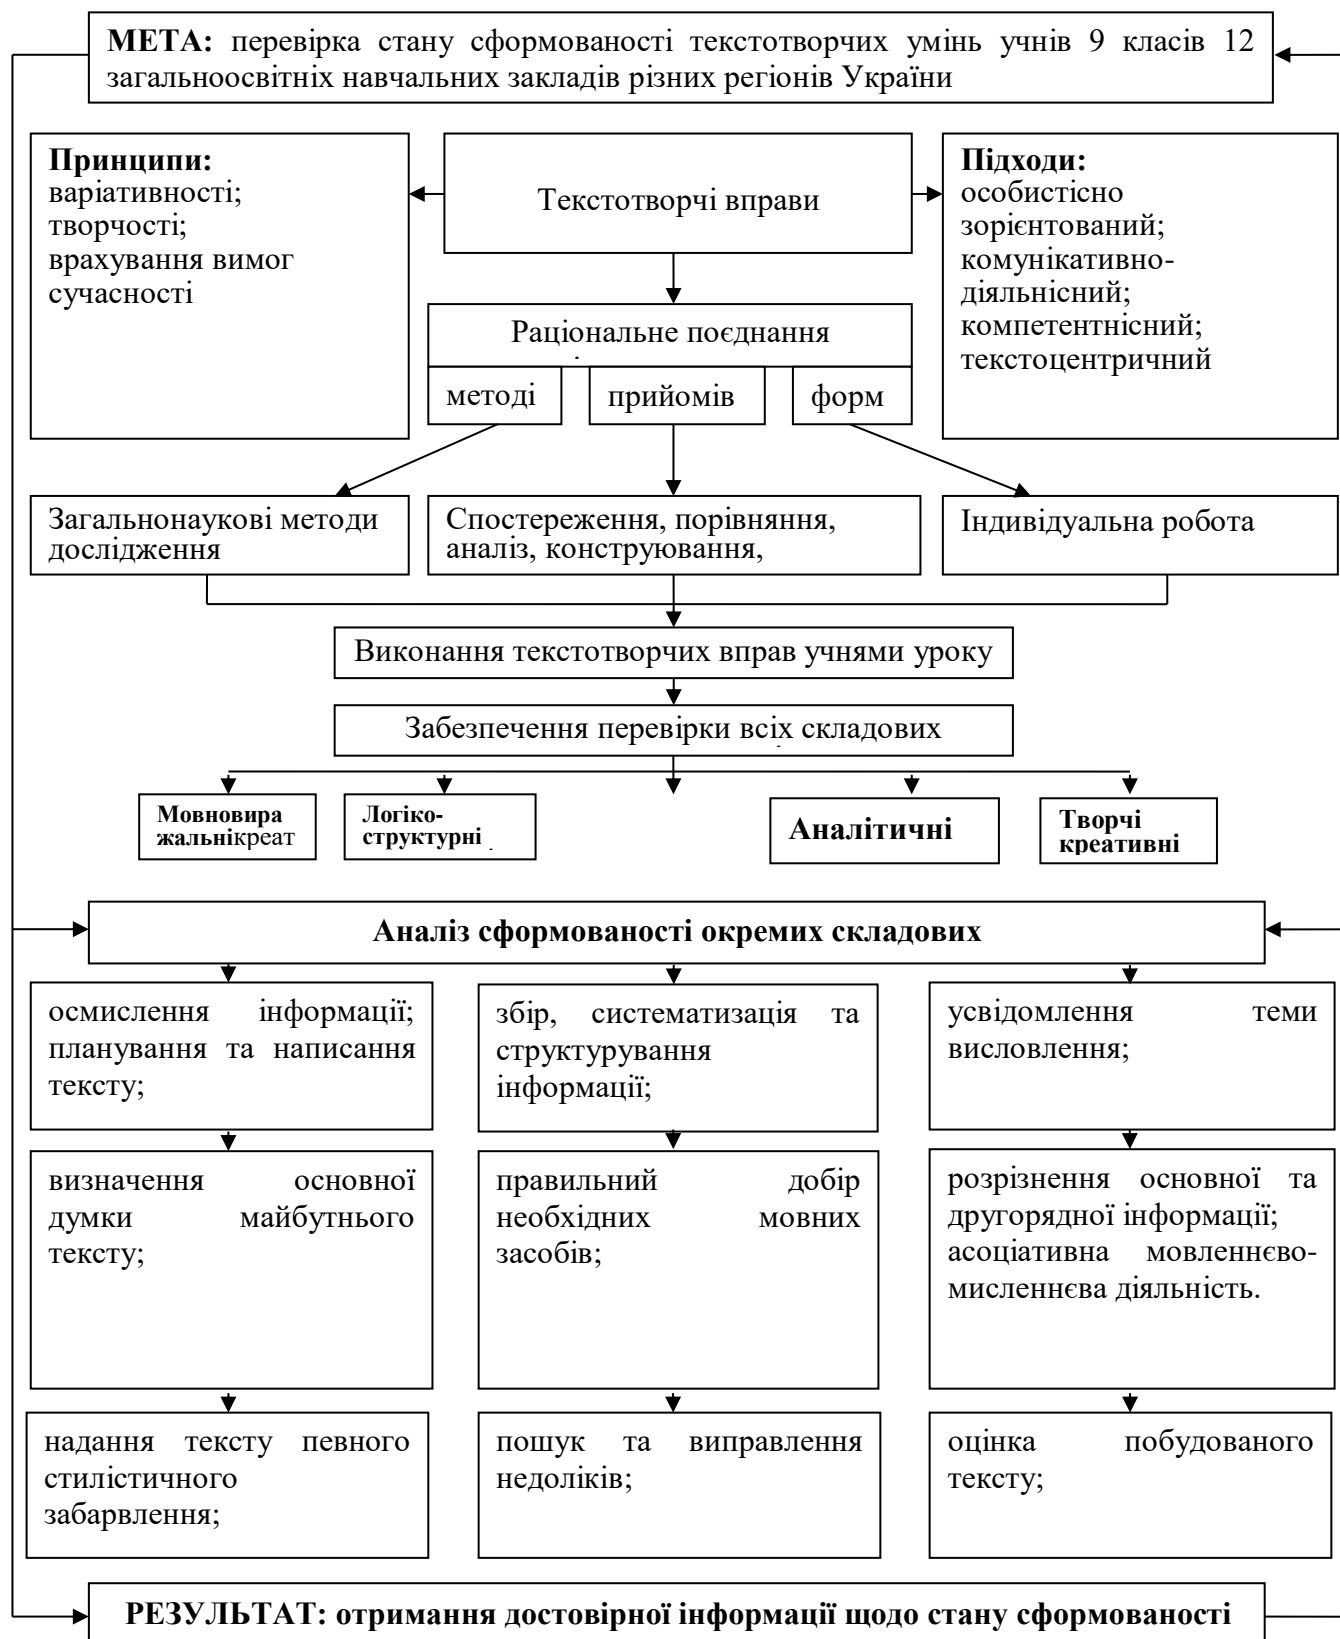 МЕТА: перевірка стану сформованості текстотворчих умінь учнів 9 класів 12
загальноосвітніх навчальних закладів різних регіонів України
Принципи:
варіативності;
творчості;
врахування вимог
сучасності
Текстотворчі вправи
Підходи:
особистісно
зорієнтований;
комунікативно-
діяльнісний;
компетентнісний;
текстоцентричний
Раціональне поєднання
методі
прийомів
форм
Загальнонаукові методи
дослідження
Спостереження, порівняння,
аналіз, конструювання,
Індивідуальна робота
Виконання текстотворчих вправ учнями уроку
Забезпечення перевірки всіх складових
Мовновира
жальнікреат
Логіко-
структурні
Аналітичні
Творчі
креативні
Аналіз сформованості окремих складових
осмислення інформації;
планування та написання
тексту;
збір, систематизація та
структурування
інформації;
усвідомлення теми
висловлення;
визначення основної
думки майбутнього
тексту;
правильний добір
необхідних мовних
засобів;
розрізнення основної та
другорядної інформації;
асоціативна мовленнєво-
мисленнєва діяльність.
надання тексту певного
стилістичного
забарвлення;
пошук та виправлення
недоліків;
оцінка побудованого
тексту;
РЕЗУЛЬТАТ: отримання достовірної інформації щодо стану сформованості